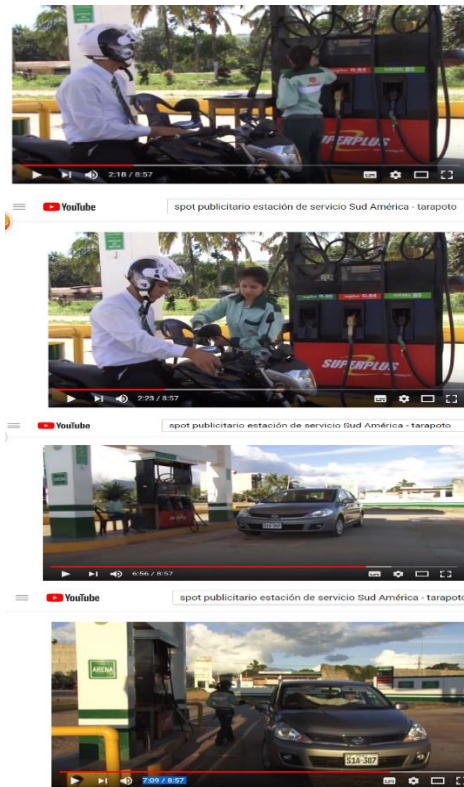 SUPERPLUS
2:18 / 8:57
YouTube
spot publicitario estación de servicio Sud América - tarapoto
G.84
SUPERPLUS
2:23 / 8:57
YouTube
spot publicitario estación de servicio Sud América - tarapoto
6:56 / 8:57
YouTube
spot publicitario estación de servicio Sud América - tarapoto
ARENA
S1A-307
7:09 / 8:57